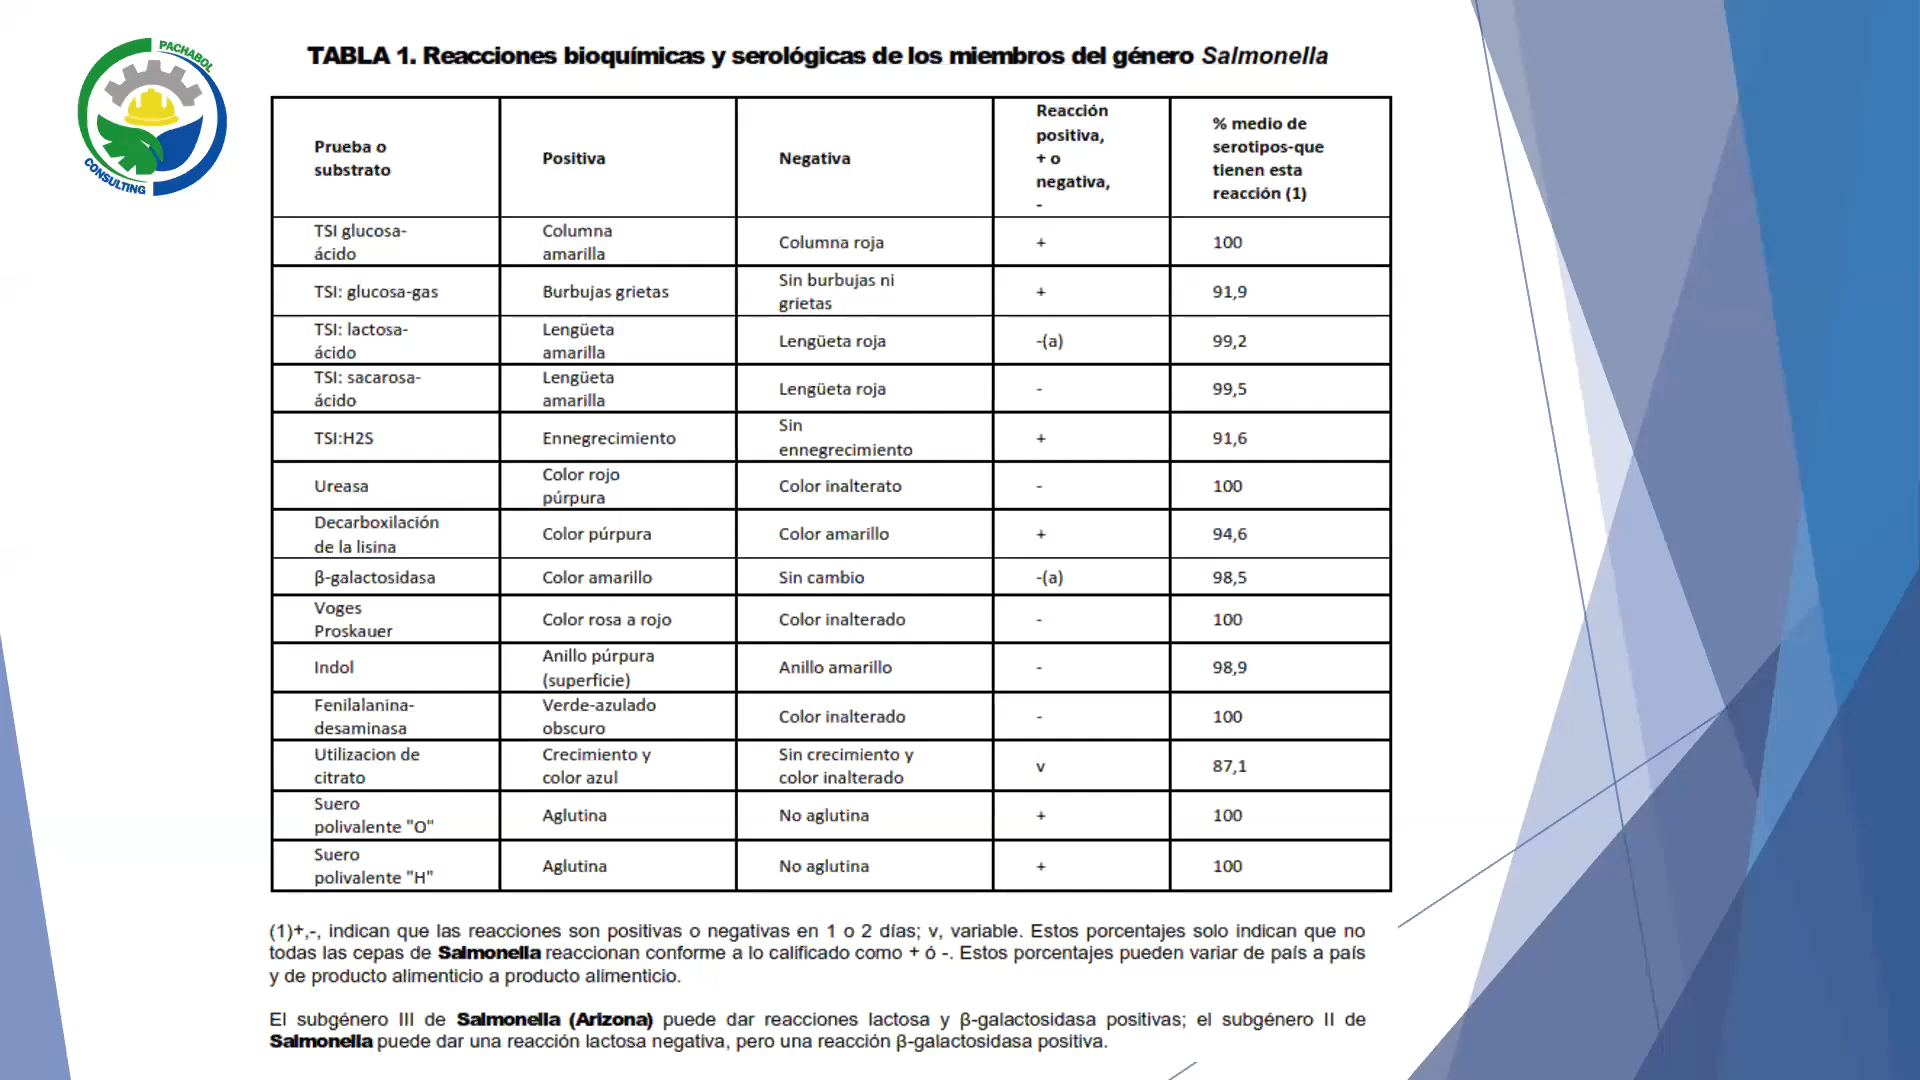 PACHABOL
CONSULTING
TABLA 1. Reacciones bioquímicas y serológicas de los miembros del género Salmonella
Prueba o
substrato
Positiva
Negativa
Reacción
positiva,
+ o
negativa,
-
% medio de
serotipos-que
tienen esta
reacción (1)
TSI glucosa-
ácido
Columna
amarilla
Columna roja
+
100
TSI: glucosa-gas
Burbujas grietas
Sin burbujas ni
grietas
+
91,9
TSI: lactosa-
ácido
Lengüeta
amarilla
Lengüeta roja
-(a)
99,2
TSI: sacarosa-
ácido
Lengüeta
amarilla
Lengüeta roja
-
99,5
TSI:H2S
Ennegrecimiento
Sin
ennegrecimiento
+
91,6
Ureasa
Color rojo
púrpura
Color inalterato
-
100
Decarboxilación
de la lisina
Color púrpura
Color amarillo
+
94,6
β-galactosidasa
Color amarillo
Sin cambio
-(a)
98,5
Voges
Proskauer
Color rosa a rojo
Color inalterado
-
100
Indol
Anillo púrpura
(superficie)
Anillo amarillo
-
98,9
Fenilalanina-
desaminasa
Verde-azulado
obscuro
Color inalterado
-
100
Utilizacion de
citrato
Crecimiento y
color azul
Sin crecimiento y
color inalterado
v
87,1
Suero
polivalente "O"
Aglutina
No aglutina
+
100
Suero
polivalente "H"
Aglutina
No aglutina
+
100
(1)+,-, indican que las reacciones son positivas o negativas en 1 o 2 días; v, variable. Estos porcentajes solo indican que no
todas las cepas de Salmonella reaccionan conforme a lo calificado como + ó -. Estos porcentajes pueden variar de país a país
y de producto alimenticio a producto alimenticio.
El subgénero III de Salmonella (Arizona) puede dar reacciones lactosa y β-galactosidasa positivas; el subgénero II de
Salmonella puede dar una reacción lactosa negativa, pero una reacción β-galactosidasa positiva.